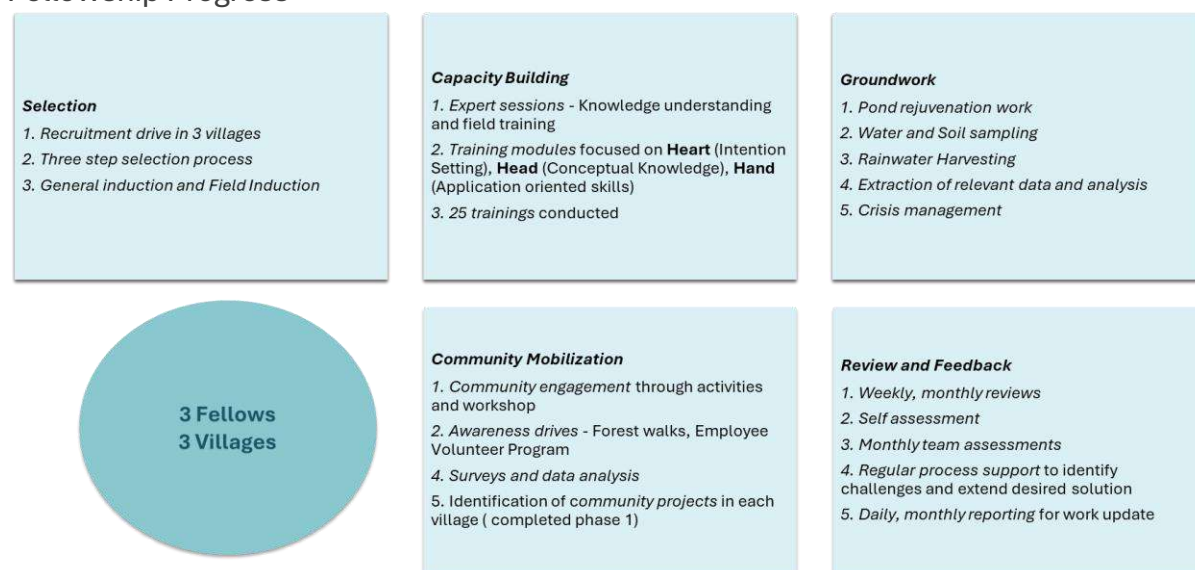 Fellowship Progress
Selection
1. Recruitment drive in 3 villages
2. Three step selection process
3. General induction and Field Induction
Capacity Building
1. Expert sessions - Knowledge understanding
and field training
2. Training modules focused on Heart (Intention
Setting), Head (Conceptual Knowledge), Hand
(Application oriented skills)
3. 25 trainings conducted
Groundwork
1. Pond rejuvenation work
2. Water and Soil sampling
3. Rainwater Harvesting
4. Extraction of relevant data and analysis
5. Crisis management
3 Fellows
3 Villages
Community Mobilization
1. Community engagement through activities
and workshop
2. Awareness drives - Forest walks, Employee
Volunteer Program
4. Surveys and data analysis
5. Identification of community projects in each
village ( completed phase 1)
Review and Feedback
1. Weekly, monthly reviews
2. Self assessment
3. Monthly team assessments
4. Regular process support to identify
challenges and extend desired solution
5. Daily, monthly reporting for work update